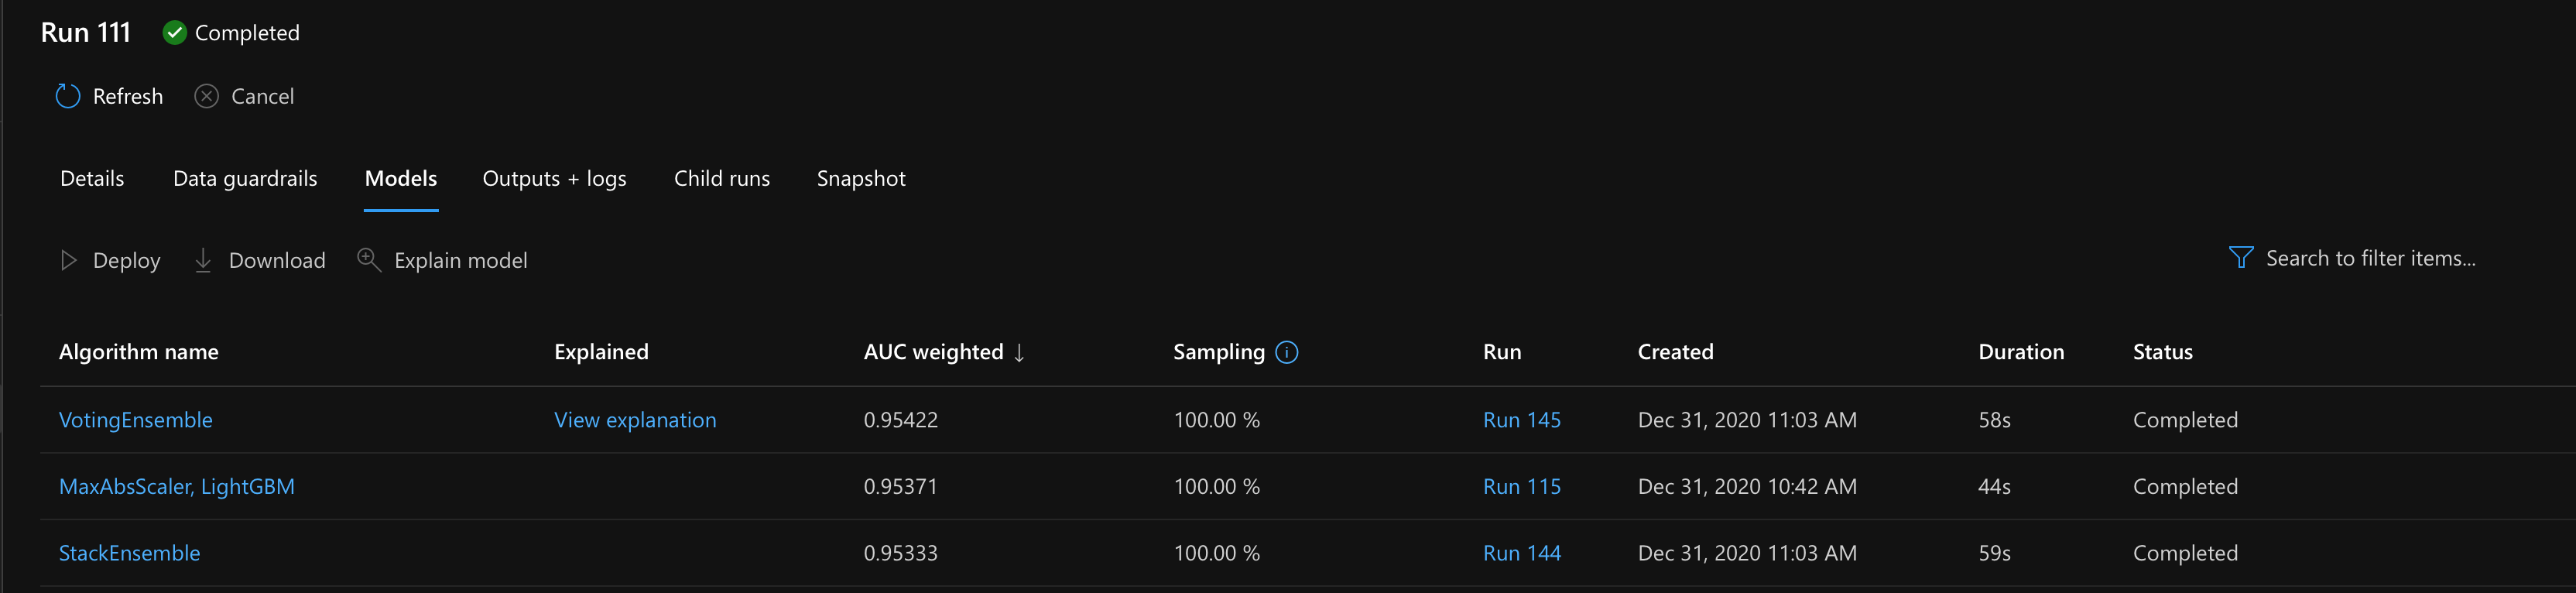 Run 111 Completed
Refresh Cancel
Details Data guardrails Models Outputs + logs Child runs Snapshot
Deploy Download Explain model Search to filter items...
Algorithm name Explained AUC weighted ↓ Sampling Run Created Duration Status
VotingEnsemble View explanation 0.95422 100.00 % Run 145 Dec 31, 2020 11:03 AM 58s Completed
MaxAbsScaler, LightGBM 0.95371 100.00 % Run 115 Dec 31, 2020 10:42 AM 44s Completed
StackEnsemble 0.95333 100.00 % Run 144 Dec 31, 2020 11:03 AM 59s Completed